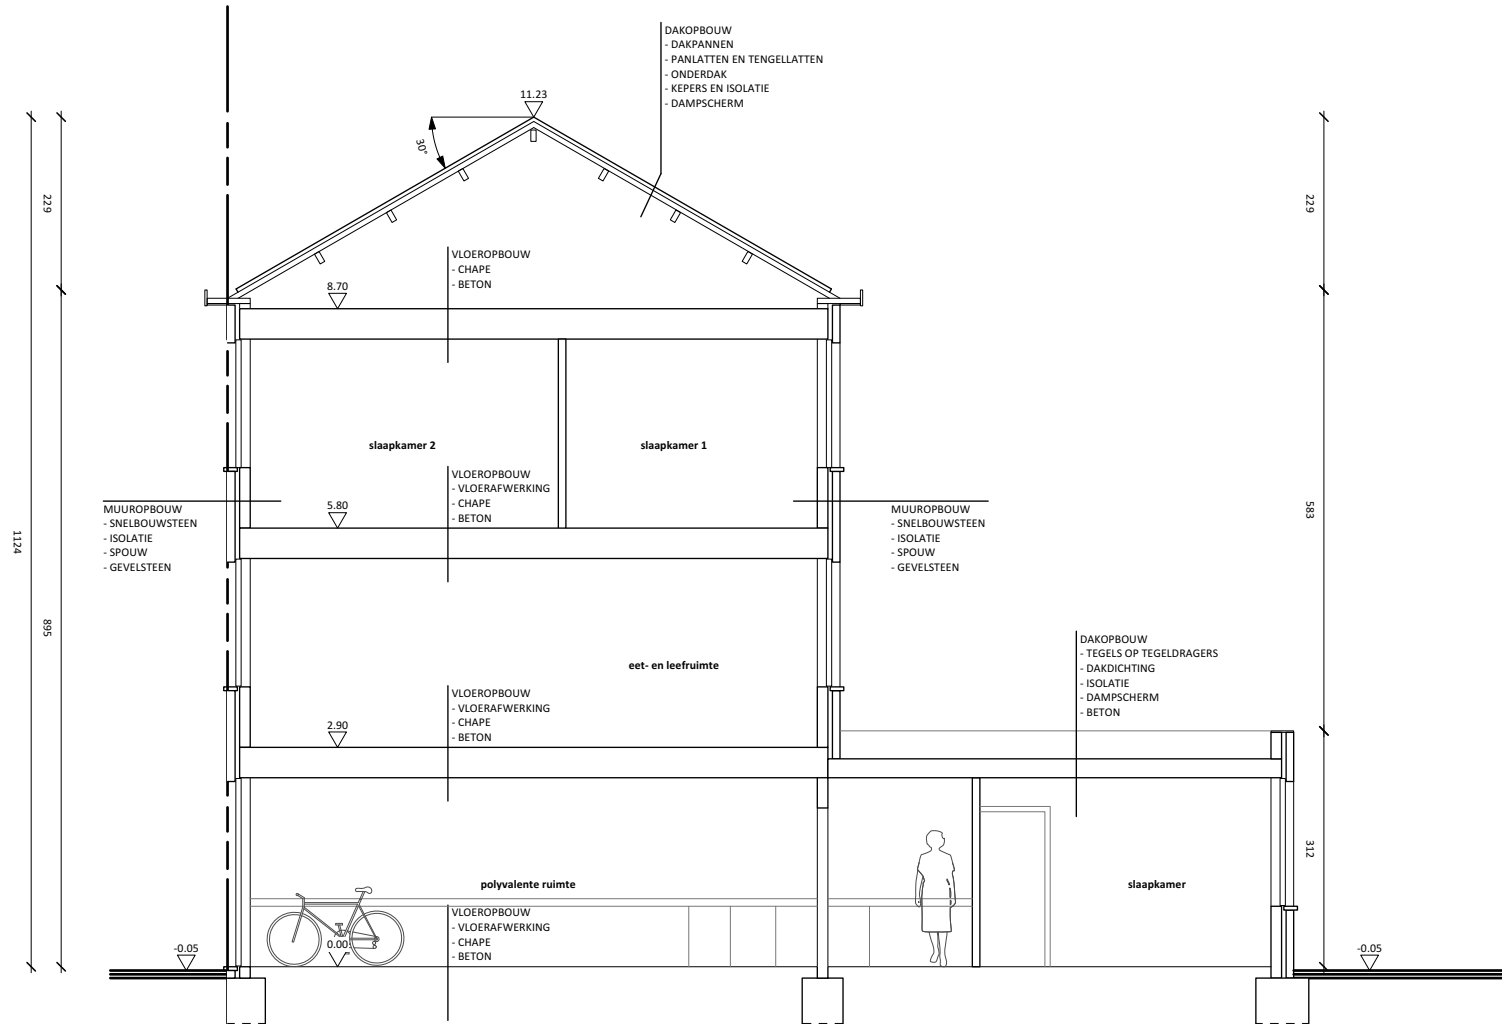 DAKOPBOUW
- DAKPANNEN
- PANLATTEN EN TENGELLATTEN
- ONDERDAK
- KEPERS EN ISOLATIE
- DAMPSCHERM
11.23
30°
229
229
VLOEROPBOUW
- CHAPE
- BETON
8.70
slaapkamer 2
slaapkamer 1
VLOEROPBOUW
- VLOERAFWERKING
- CHAPE
- BETON
5.80
MUUROPBOUW
- SNELBOUWSTEEN
- ISOLATIE
- SPOUW
- GEVELSTEEN
MUUROPBOUW
- SNELBOUWSTEEN
- ISOLATIE
- SPOUW
- GEVELSTEEN
1124
583
895
eet- en leefruimte
DAKOPBOUW
- TEGELS OP TEGELDRAGERS
- DAKDICHTING
- ISOLATIE
- DAMPSCHERM
- BETON
VLOEROPBOUW
- VLOERAFWERKING
- CHAPE
- BETON
2.90
312
polyvalente ruimte
slaapkamer
VLOEROPBOUW
- VLOERAFWERKING
- CHAPE
- BETON
0.00
-0.05
-0.05